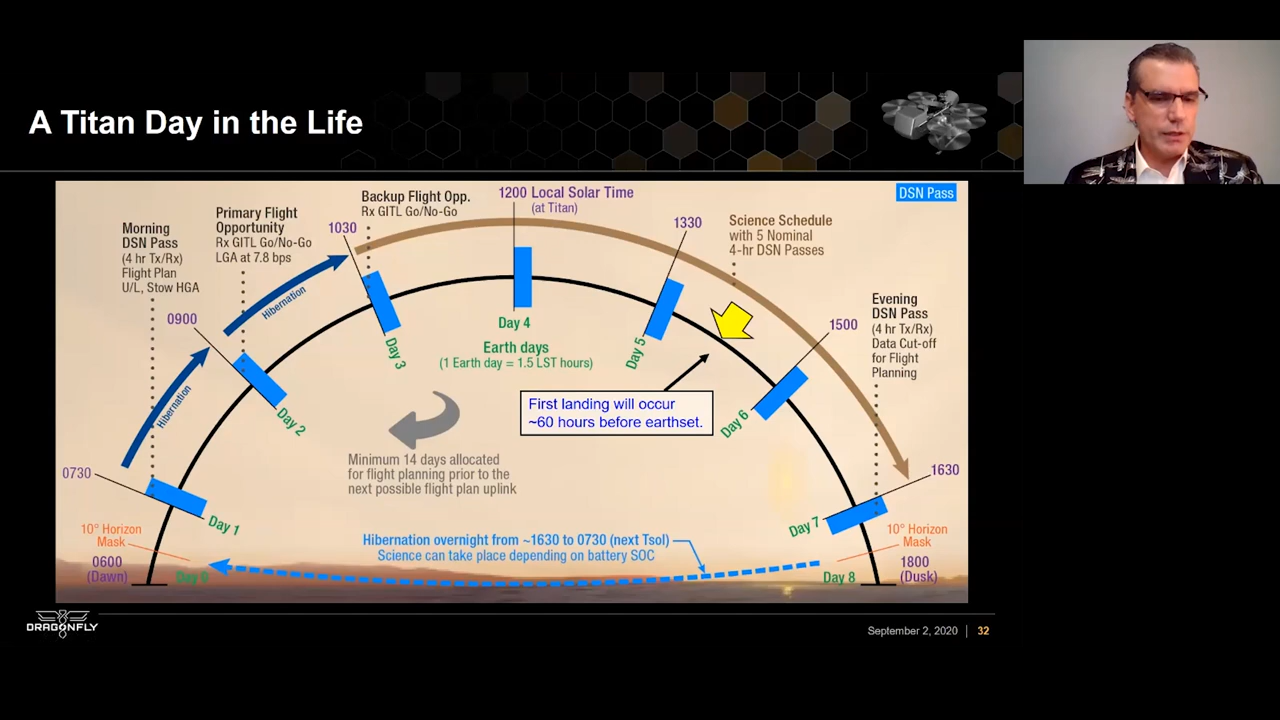 A Titan Day in the Life
DSN Pass
Morning
DSN Pass
(4 hr Tx/Rx)
Flight Plan
U/L, Stow HGA
Primary Flight
Opportunity
Rx GITL Go/No-Go
LGA at 7.8 bps
Backup Flight Opp.
Rx GITL Go/No-Go
1030
1200 Local Solar Time
(at Titan)
1330
Science Schedule
with 5 Nominal
4-hr DSN Passes
Evening
DSN Pass
(4 hr Tx/Rx)
Data Cut-off
for Flight
Planning
0900
Hibernation
Hibernation
1500
Day 3
Day 4
Day 5
Earth days
(1 Earth day = 1.5 LST hours)
First landing will occur
~60 hours before earthset.
Day 2
Day 6
Minimum 14 days allocated
for flight planning prior to the
next possible flight plan uplink
0730
1630
Day 1
Day 7
10° Horizon
Mask
10° Horizon
Mask
Hibernation overnight from ~1630 to 0730 (next Tsol)
Science can take place depending on battery SOC
0600
(Dawn)
Day 0
Day 8
1800
(Dusk)
DRAGONFLY
September 2, 2020 | 32